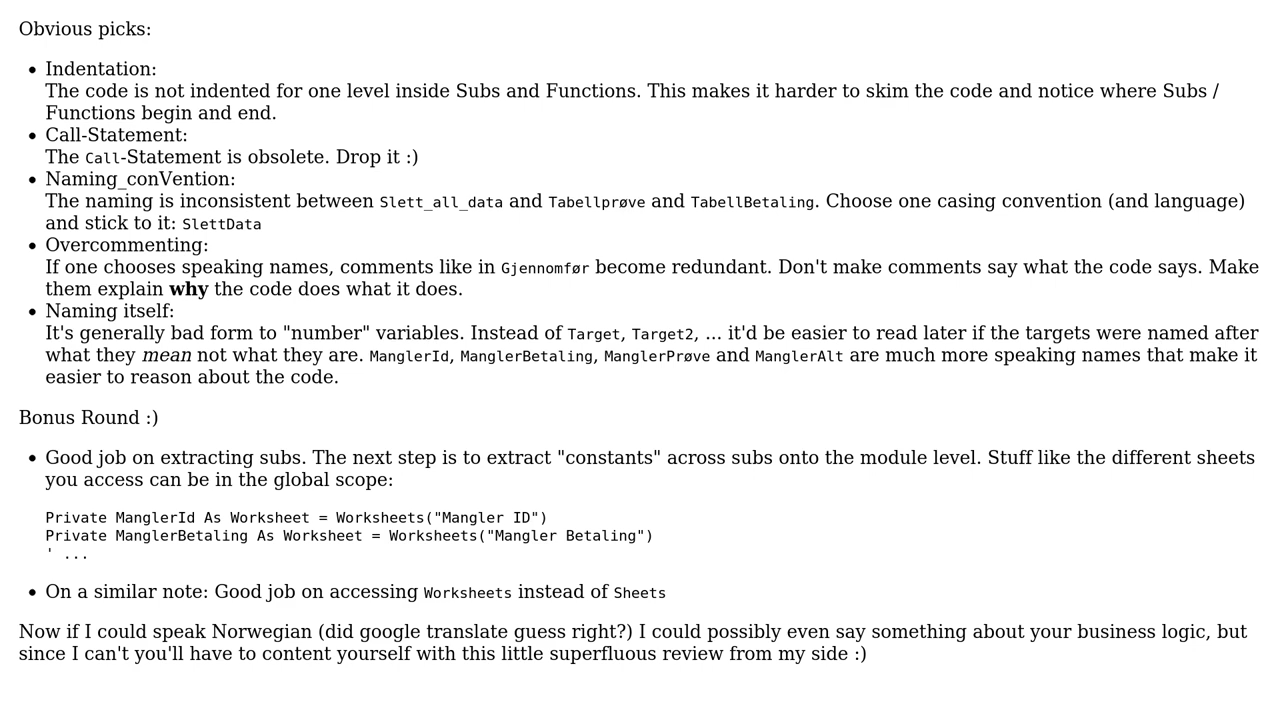 Obvious picks:
• Indentation:
The code is not indented for one level inside Subs and Functions. This makes it harder to skim the code and notice where Subs /
Functions begin and end.
• Call-Statement:
The Call-Statement is obsolete. Drop it :)
• Naming_conVention:
The naming is inconsistent between Slett_all_data and Tabellprøve and TabellBetaling. Choose one casing convention (and language)
and stick to it: SlettData
• Overcommenting:
If one chooses speaking names, comments like in Gjennomfør become redundant. Don't make comments say what the code says. Make
them explain why the code does what it does.
• Naming itself:
It's generally bad form to "number" variables. Instead of Target, Target2, ... it'd be easier to read later if the targets were named after
what they mean not what they are. ManglerId, ManglerBetaling, ManglerPrøve and ManglerAlt are much more speaking names that make it
easier to reason about the code.
Bonus Round :)
• Good job on extracting subs. The next step is to extract "constants" across subs onto the module level. Stuff like the different sheets
you access can be in the global scope:
Private ManglerId As Worksheet = Worksheets("Mangler ID")
Private ManglerBetaling As Worksheet = Worksheets("Mangler Betaling")
' ...
• On a similar note: Good job on accessing Worksheets instead of Sheets
Now if I could speak Norwegian (did google translate guess right?) I could possibly even say something about your business logic, but
since I can't you'll have to content yourself with this little superfluous review from my side :)